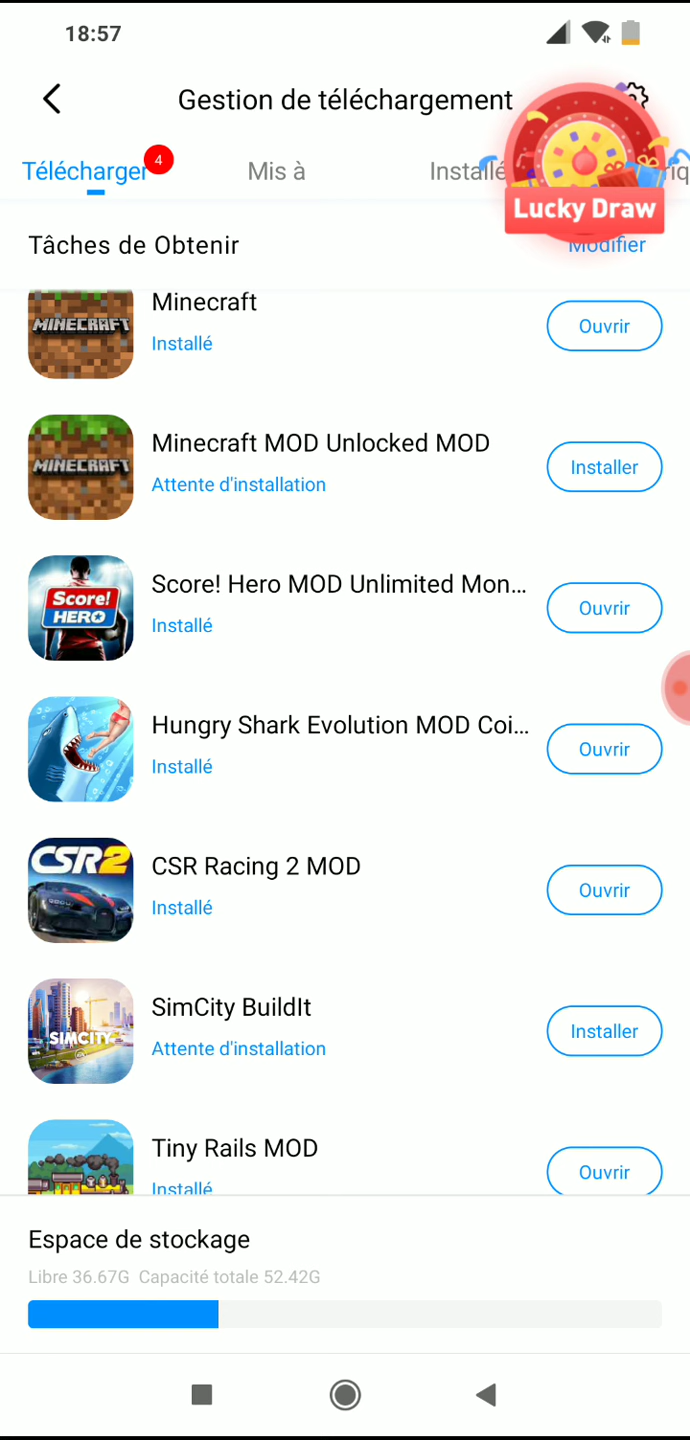 18:57
Gestion de téléchargement
Télécharger
4
Mis à
Installé
riq
Lucky Draw
Tâches de Obtenir
Modifier
MINECRAFT
Minecraft
Installé
Ouvrir
MINECRAFT
Minecraft MOD Unlocked MOD
Attente d'installation
Installer
Score!
HERO
Score! Hero MOD Unlimited Mon...
Installé
Ouvrir
Hungry Shark Evolution MOD Coi...
Installé
Ouvrir
CSR2
CSR Racing 2 MOD
Installé
Ouvrir
SIMCITY
SimCity BuildIt
Attente d'installation
Installer
Tiny Rails MOD
Installé
Ouvrir
Espace de stockage
Libre 36.67G Capacité totale 52.42G